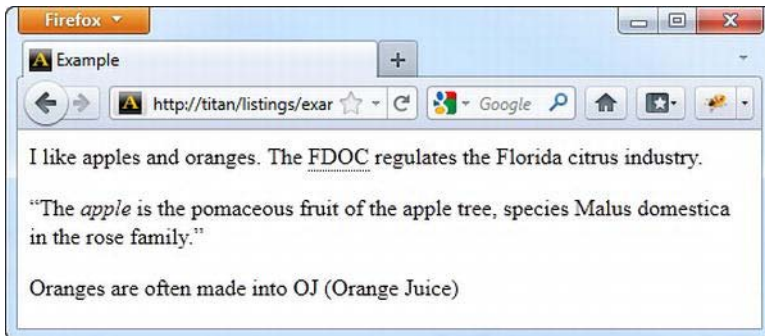 Firefox
Example
http://titan/listings/exar
Google
I like apples and oranges. The FDOC regulates the Florida citrus industry.
“The apple is the pomaceous fruit of the apple tree, species Malus domestica
in the rose family.”
Oranges are often made into OJ (Orange Juice)